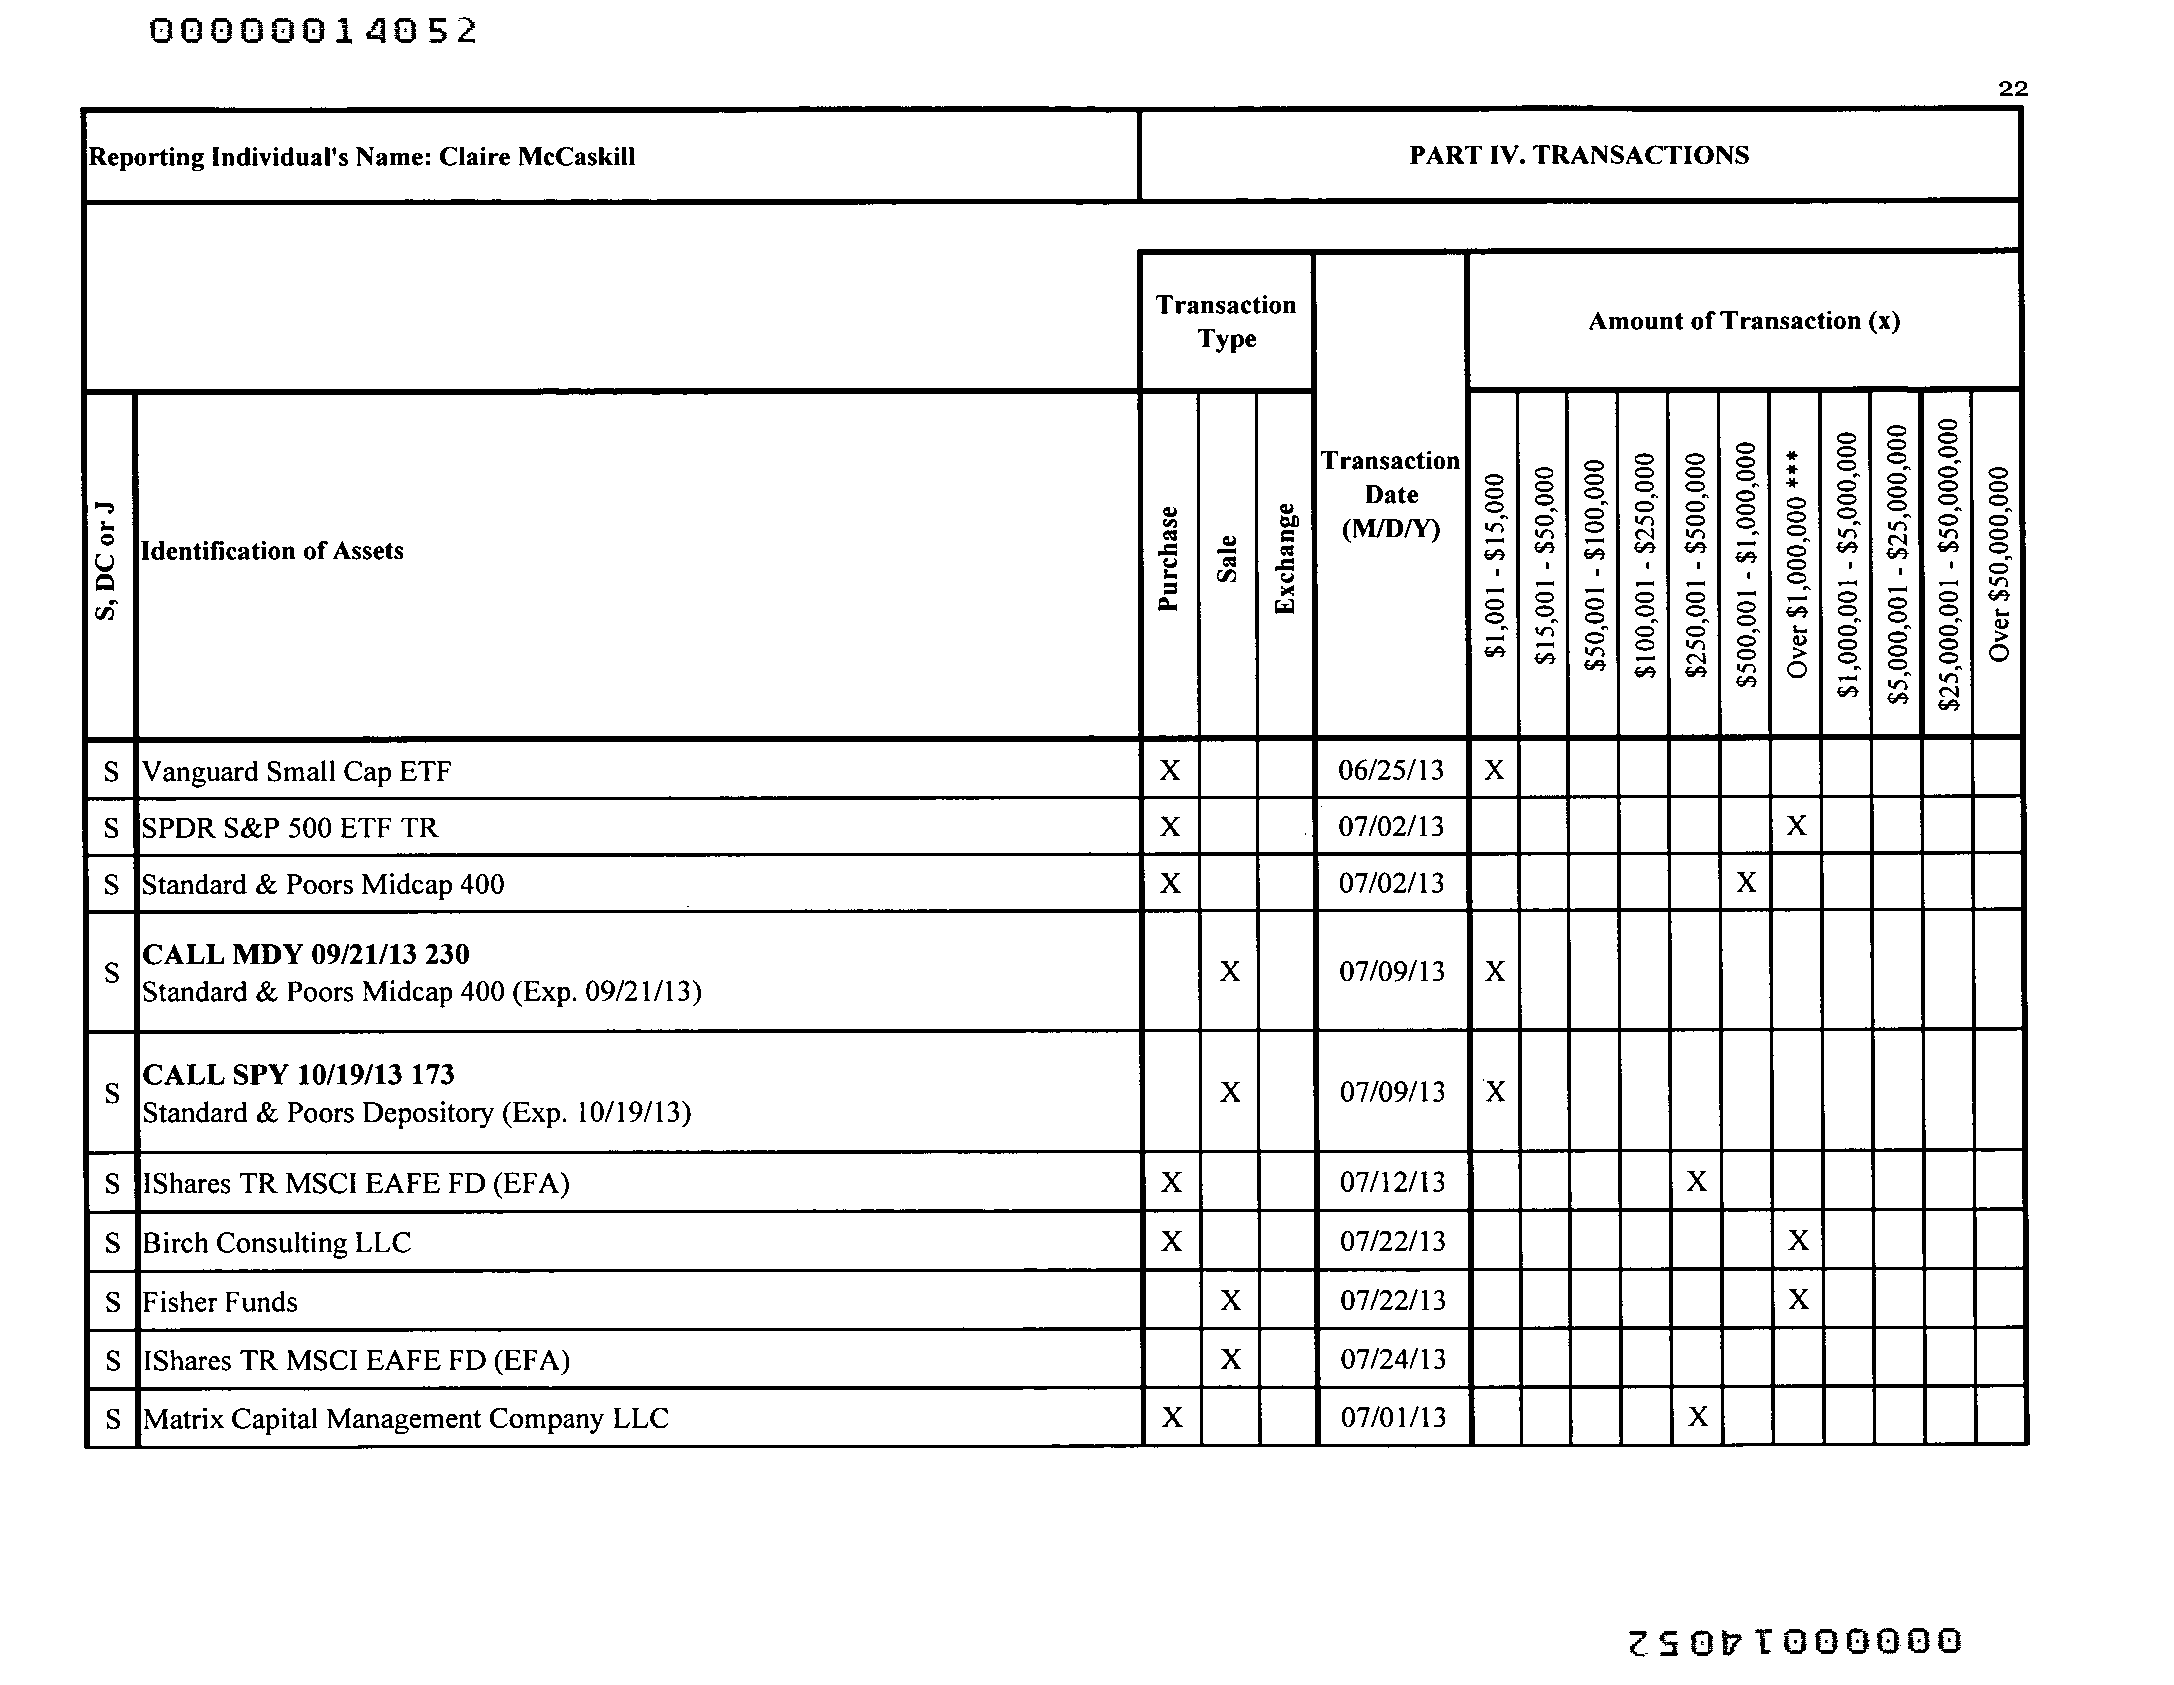 00000014052
22
Reporting Individual's Name: Claire McCaskill
PART IV. TRANSACTIONS
Transaction
Type
Amount of Transaction (x)
S, DC or J
Identification of Assets
Purchase
Sale
Exchange
Transaction
Date
(M/D/Y)
$1,001 - $15,000
$15,001 - $50,000
$50,001 - $100,000
$100,001 - $250,000
$250,001 - $500,000
$500,001 - $1,000,000
Over $1,000,000 ***
$1,000,001 - $5,000,000
$5,000,001 - $25,000,000
$25,000,001 - $50,000,000
Over $50,000,000
S Vanguard Small Cap ETF X 06/25/13 X
S SPDR S&P 500 ETF TR X 07/02/13 X
S Standard & Poors Midcap 400 X 07/02/13 X
CALL MDY 09/21/13 230
S X 07/09/13 X
Standard & Poors Midcap 400 (Exp. 09/21/13)
CALL SPY 10/19/13 173
S X 07/09/13 X
Standard & Poors Depository (Exp. 10/19/13)
S IShares TR MSCI EAFE FD (EFA) X 07/12/13 X
S Birch Consulting LLC X 07/22/13 X
S Fisher Funds X 07/22/13 X
S IShares TR MSCI EAFE FD (EFA) X 07/24/13
S Matrix Capital Management Company LLC X 07/01/13 X
00000014052